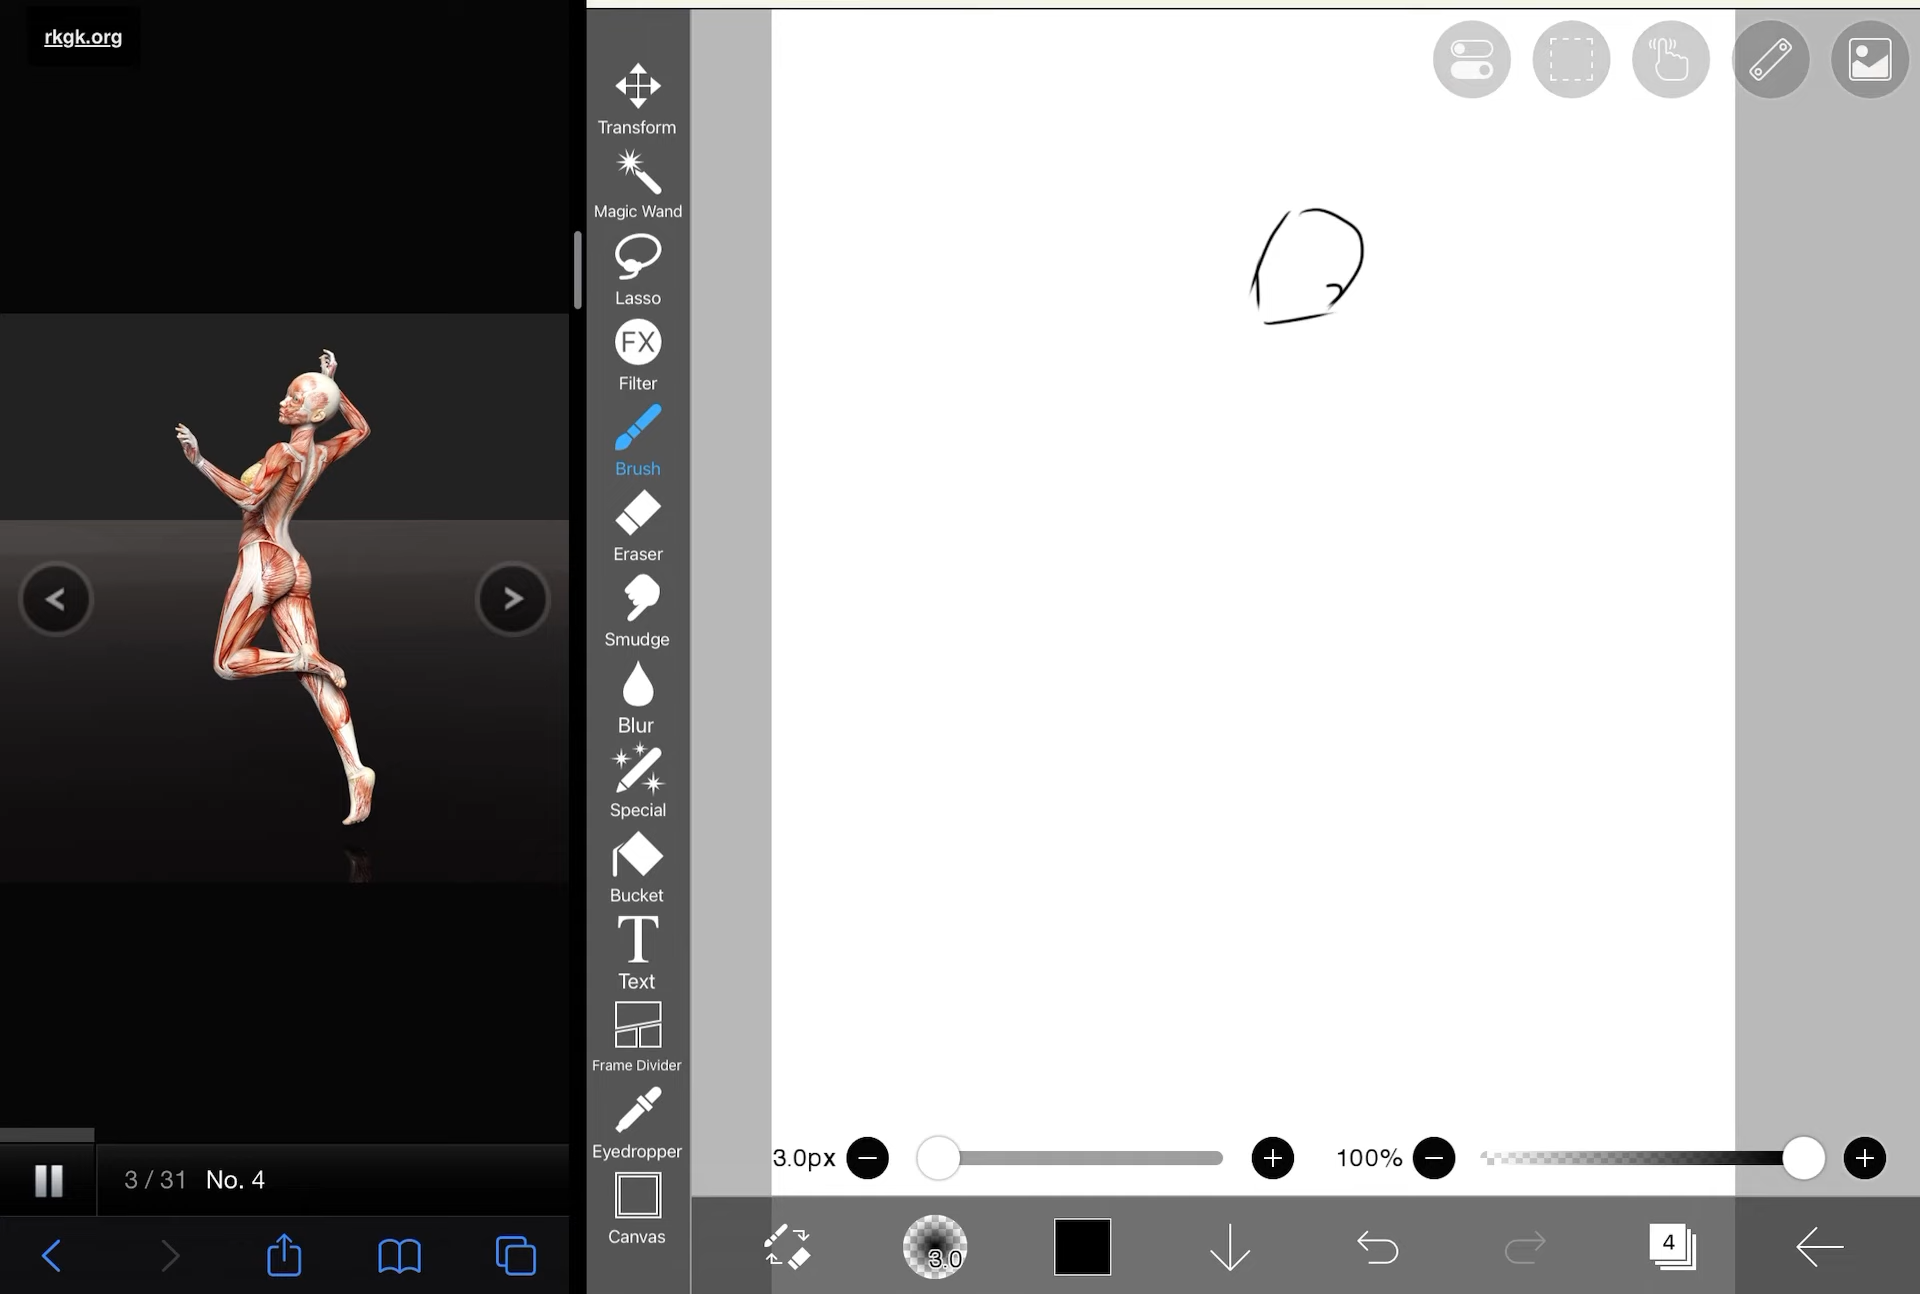 rkgk.org
3 / 31 No. 4
Transform
Magic Wand
Lasso
FX
Filter
Brush
Eraser
Smudge
Blur
Special
Bucket
T
Text
Frame Divider
Eyedropper
Canvas
3.0px
100%
3.0
4